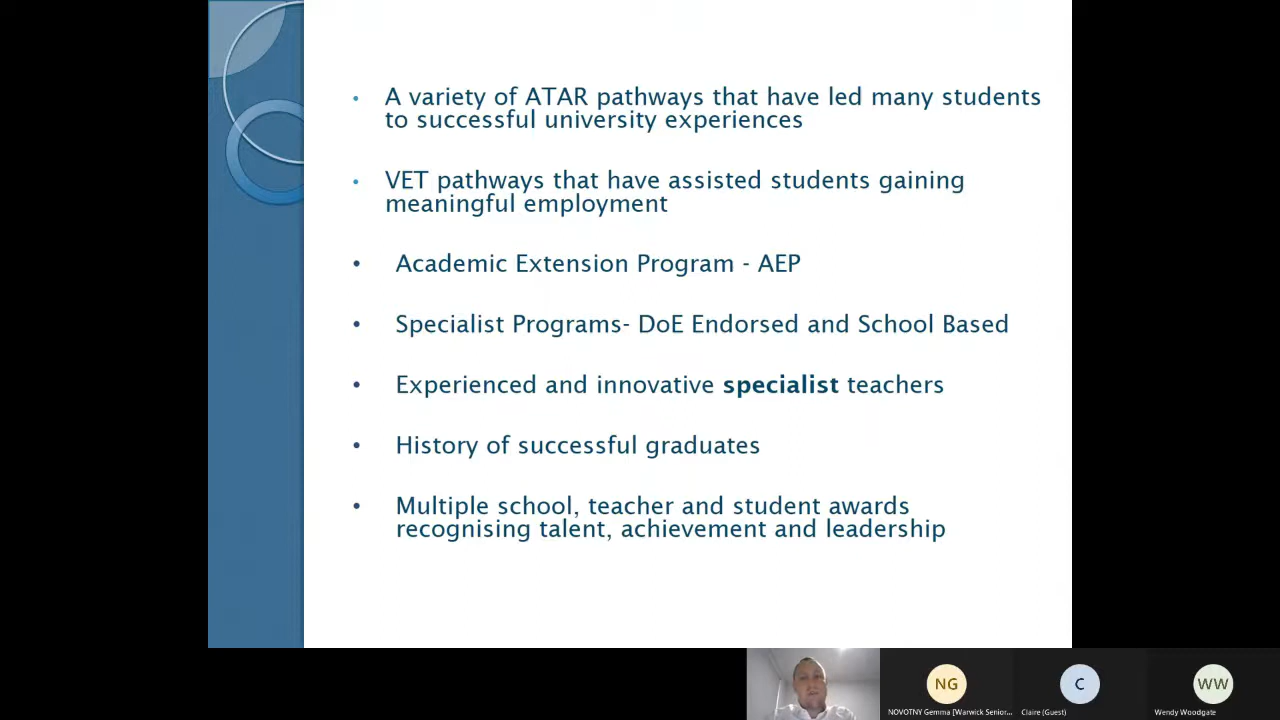 • A variety of ATAR pathways that have led many students
to successful university experiences
• VET pathways that have assisted students gaining
meaningful employment
• Academic Extension Program - AEP
• Specialist Programs- DoE Endorsed and School Based
• Experienced and innovative specialist teachers
• History of successful graduates
• Multiple school, teacher and student awards
recognising talent, achievement and leadership
NG
C
WW
NOVOTNY Gemma [Warwick Senior...
Claire (Guest)
Wendy Woodgate